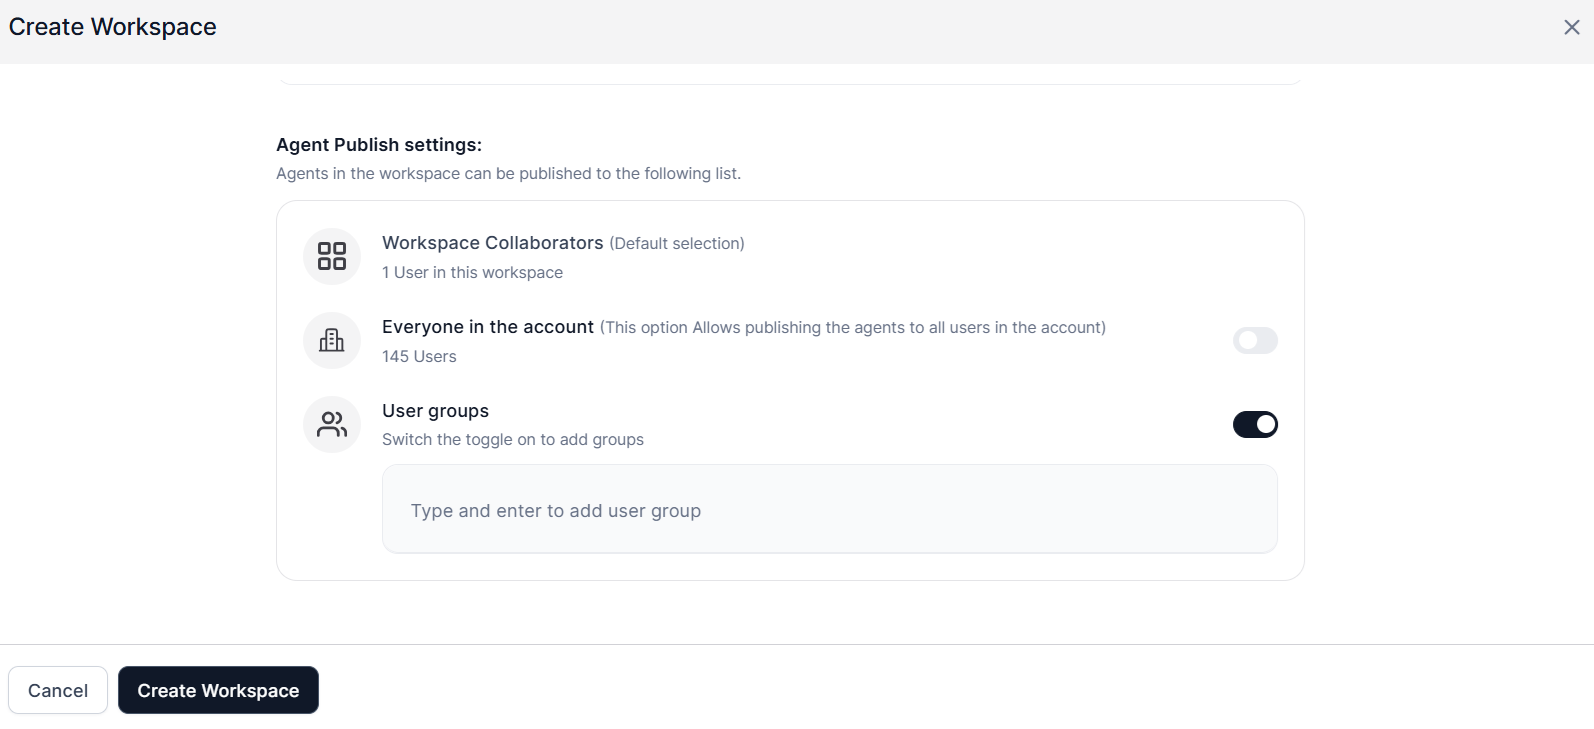 Create Workspace
Agent Publish settings:
Agents in the workspace can be published to the following list.
Workspace Collaborators (Default selection)
1 User in this workspace
Everyone in the account (This option Allows publishing the agents to all users in the account)
145 Users
User groups
Switch the toggle on to add groups
Type and enter to add user group
Cancel
Create Workspace